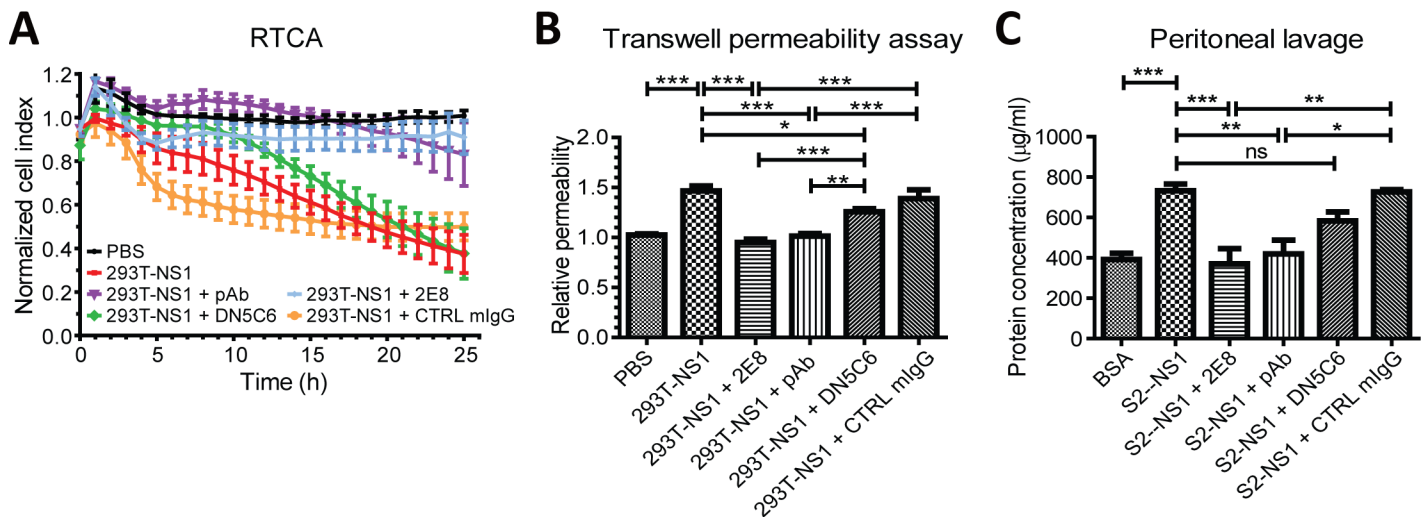 A
RTCA
Normalized cell index
1.2
1.0
0.8
0.6
0.4
0.2
0.0
PBS
293T-NS1
293T-NS1 + pAb
293T-NS1 + 2E8
293T-NS1 + DN5C6
293T-NS1 + CTRL mIgG
0 5 10 15 20 25
Time (h)
B
Transwell permeability assay
*** *** ***
*** ***
*
***
**
Relative permeability
2.0
1.5
1.0
0.5
0.0
PBS
293T-NS1
293T-NS1 + 2E8
293T-NS1 + pAb
293T-NS1 + DN5C6
293T-NS1 + CTRL mIgG
C
Peritoneal lavage
***
*** **
** *
ns
Protein concentration (µg/ml)
1000
800
600
400
200
0
BSA
S2--NS1
S2--NS1 + 2E8
S2-NS1 + pAb
S2-NS1 + DN5C6
S2-NS1 + CTRL mIgG